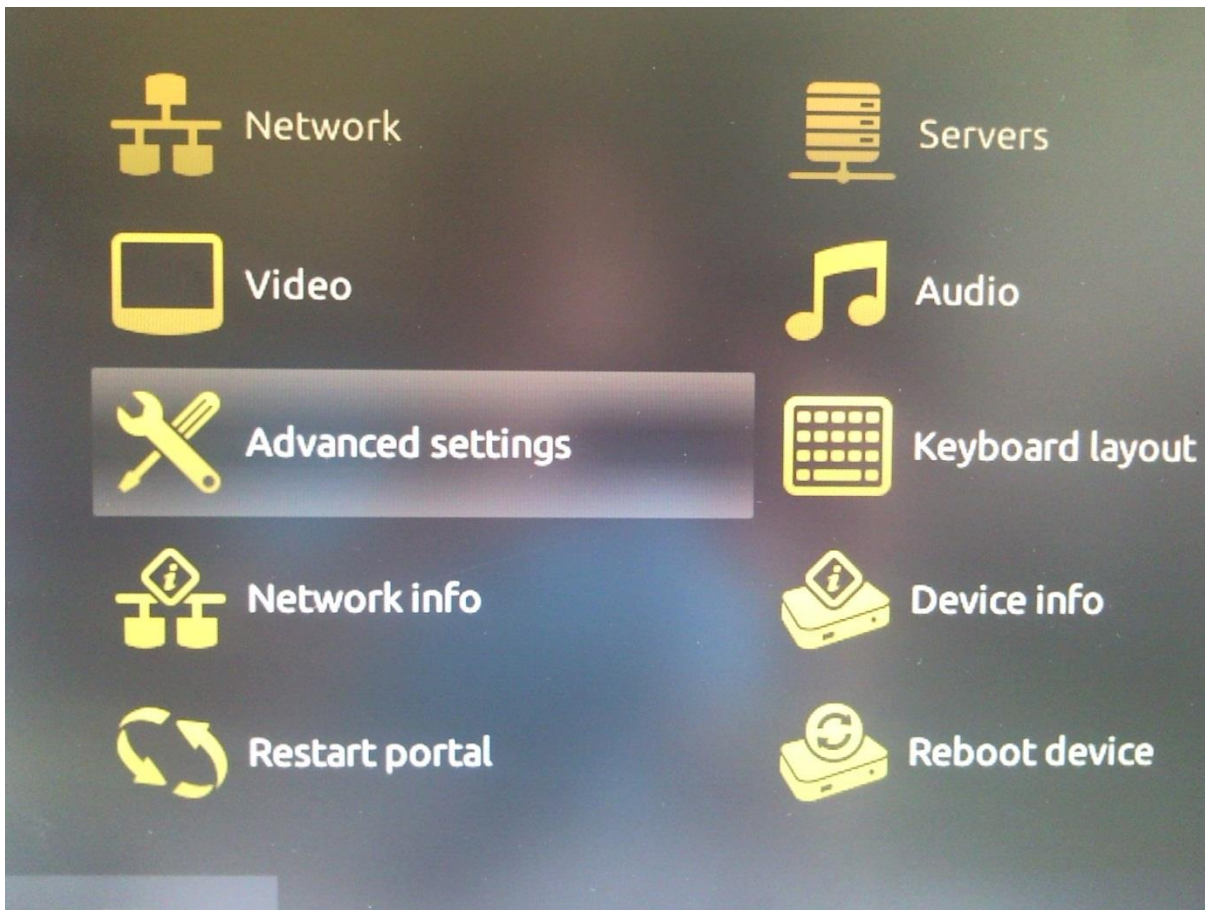 Network
Servers
Video
Audio
Advanced settings
Keyboard layout
Network info
Device info
Restart portal
Reboot device